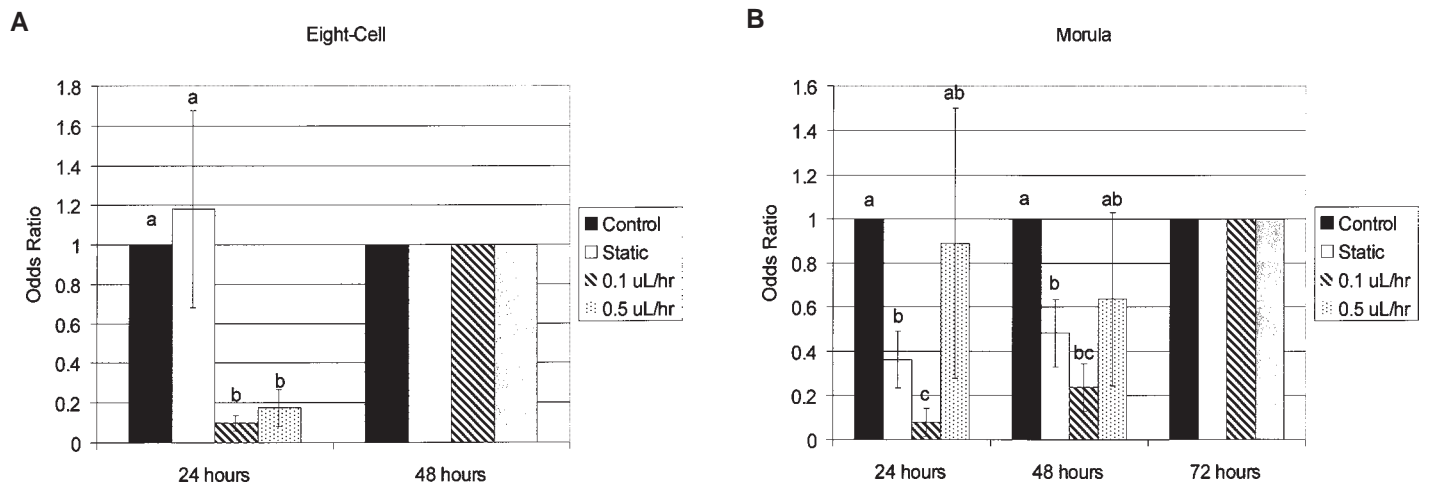 A
Eight-Cell
Odds Ratio
1.8
1.6
1.4
1.2
1
0.8
0.6
0.4
0.2
0
a
a
b
b
24 hours
48 hours
Control
Static
0.1 uL/hr
0.5 uL/hr
B
Morula
Odds Ratio
1.6
1.4
1.2
1
0.8
0.6
0.4
0.2
0
a
b
c
ab
a
b
bc
ab
24 hours
48 hours
72 hours
Control
Static
0.1 uL/hr
0.5 uL/hr